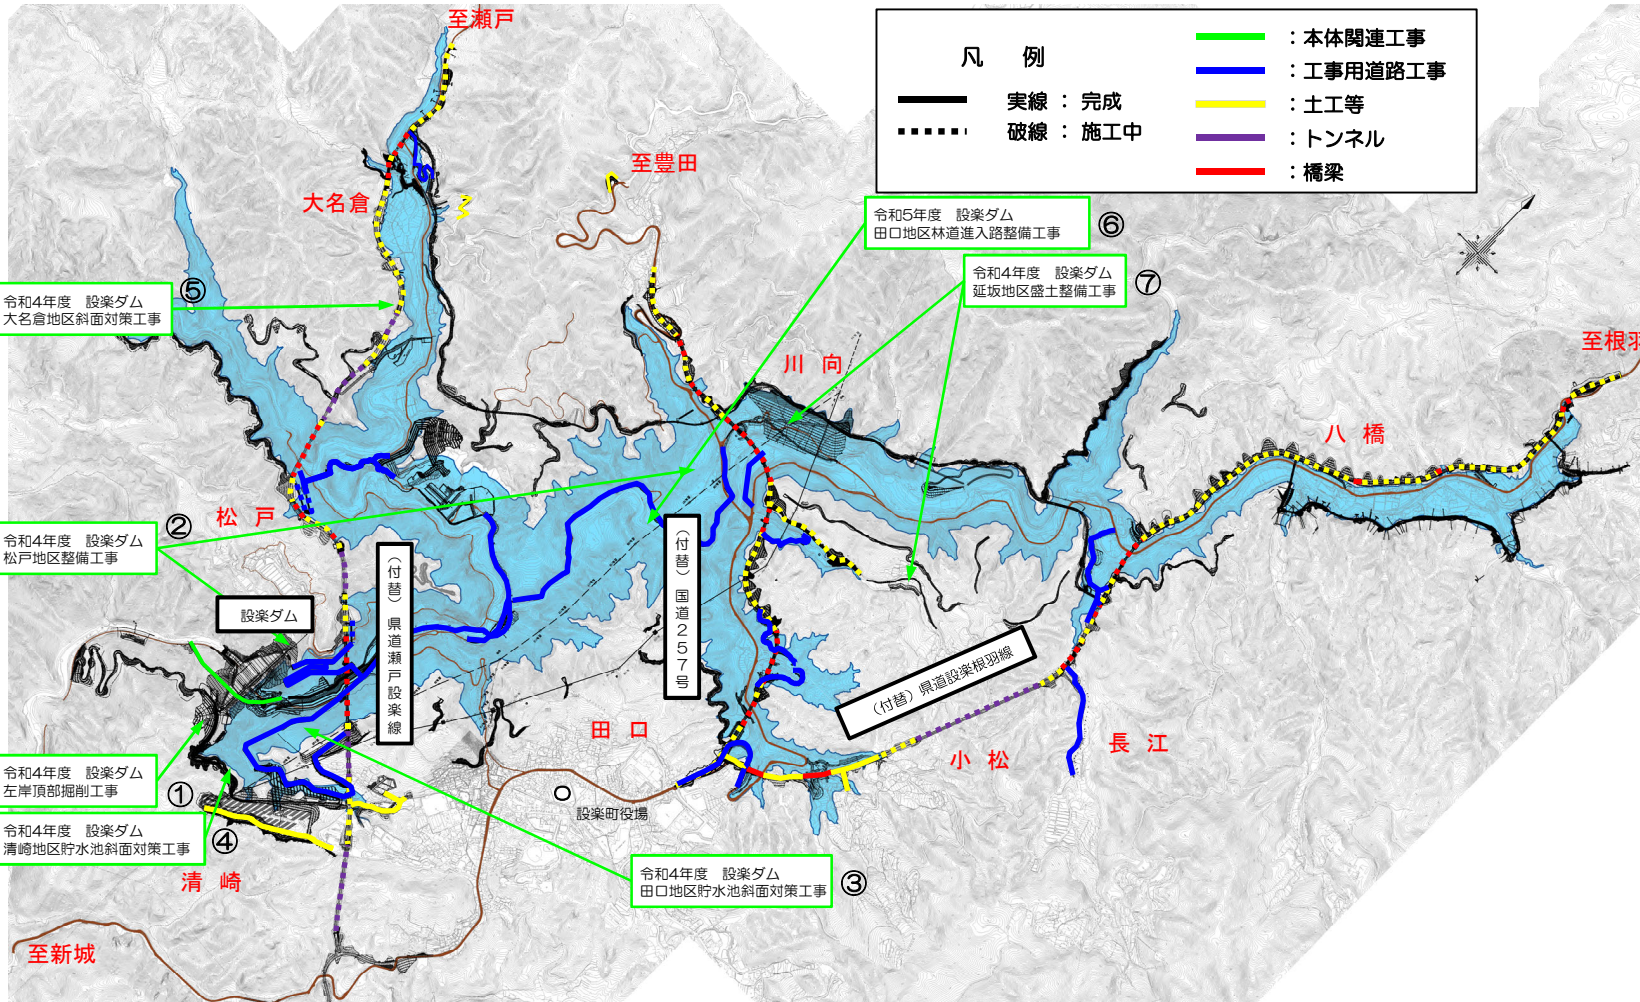 至瀬戸
凡 例
実線 : 完成
破線 : 施工中
: 本体関連工事
: 工事用道路工事
: 土工等
: トンネル
: 橋梁
至豊田
大名倉
令和5年度 設楽ダム
田口地区林道進入路整備工事
⑥
令和4年度 設楽ダム
延坂地区盛土整備工事
⑦
⑤
令和4年度 設楽ダム
大名倉地区斜面対策工事
至根羽
川 向
八 橋
松 戸
②
令和4年度 設楽ダム
松戸地区整備工事
設楽ダム
(付替) 県道瀬戸設楽線
(付替) 国道257号
(付替) 県道設楽根羽線
田 口
小 松
長 江
令和4年度 設楽ダム
左岸頂部掘削工事
①
設楽町役場
令和4年度 設楽ダム
清崎地区貯水池斜面対策工事
④
令和4年度 設楽ダム
田口地区貯水池斜面対策工事
③
清 崎
至新城